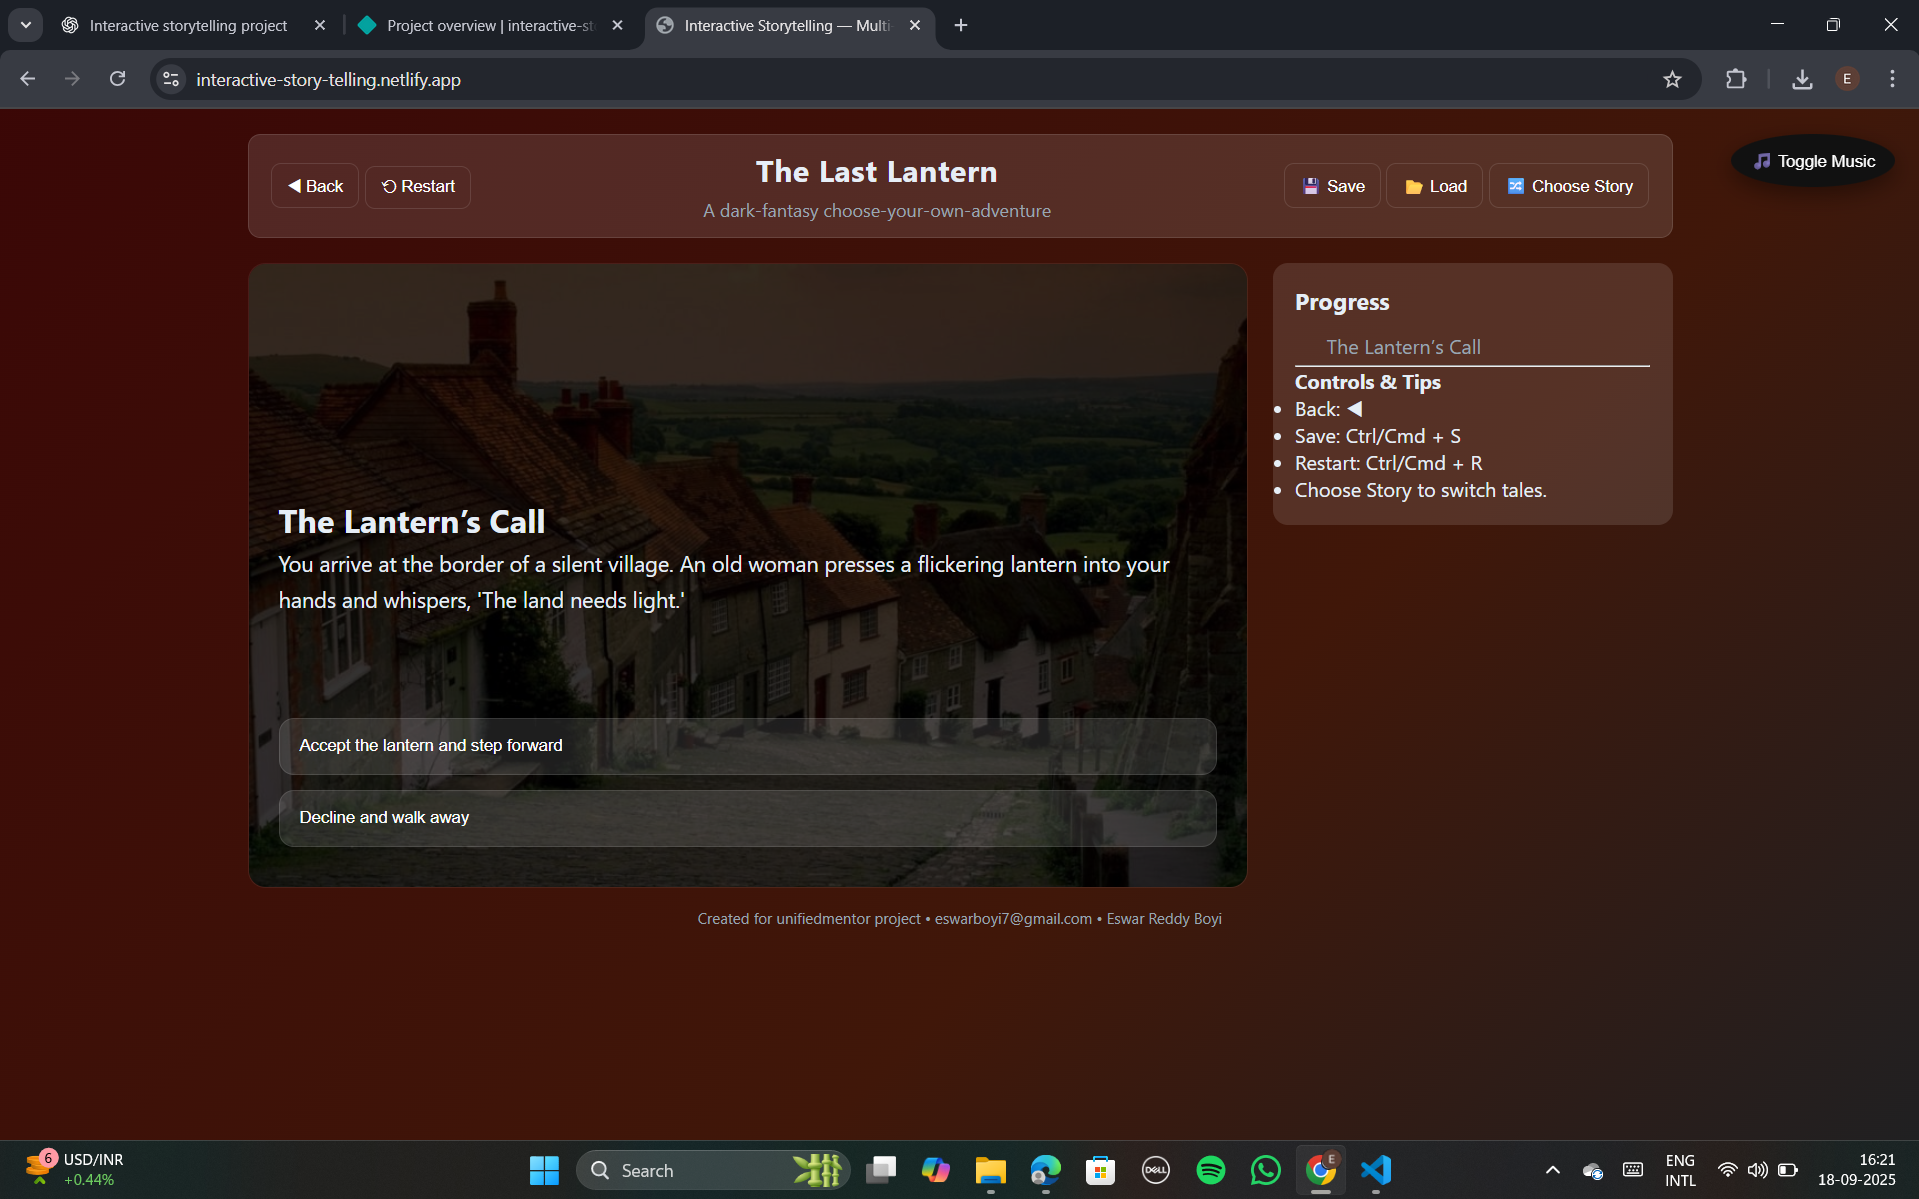 Interactive storytelling project
Project overview | interactive-st
Interactive Storytelling — Multi-
interactive-story-telling.netlify.app
E
◀ Back
Restart
The Last Lantern
A dark-fantasy choose-your-own-adventure
Save
Load
Choose Story
Toggle Music
The Lantern’s Call
You arrive at the border of a silent village. An old woman presses a flickering lantern into your
hands and whispers, 'The land needs light.'
Accept the lantern and step forward
Decline and walk away
Progress
The Lantern’s Call
Controls & Tips
• Back: ◀
• Save: Ctrl/Cmd + S
• Restart: Ctrl/Cmd + R
• Choose Story to switch tales.
Created for unifiedmentor project • eswarboyi7@gmail.com • Eswar Reddy Boyi
6
USD/INR
+0.44%
Search
DELL
E
ENG
INTL
16:21
18-09-2025